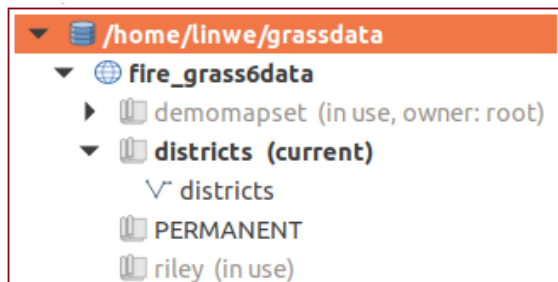 /home/linwe/grassdata
fire_grass6data
demomapset (in use, owner: root)
districts (current)
districts
PERMANENT
riley (in use)